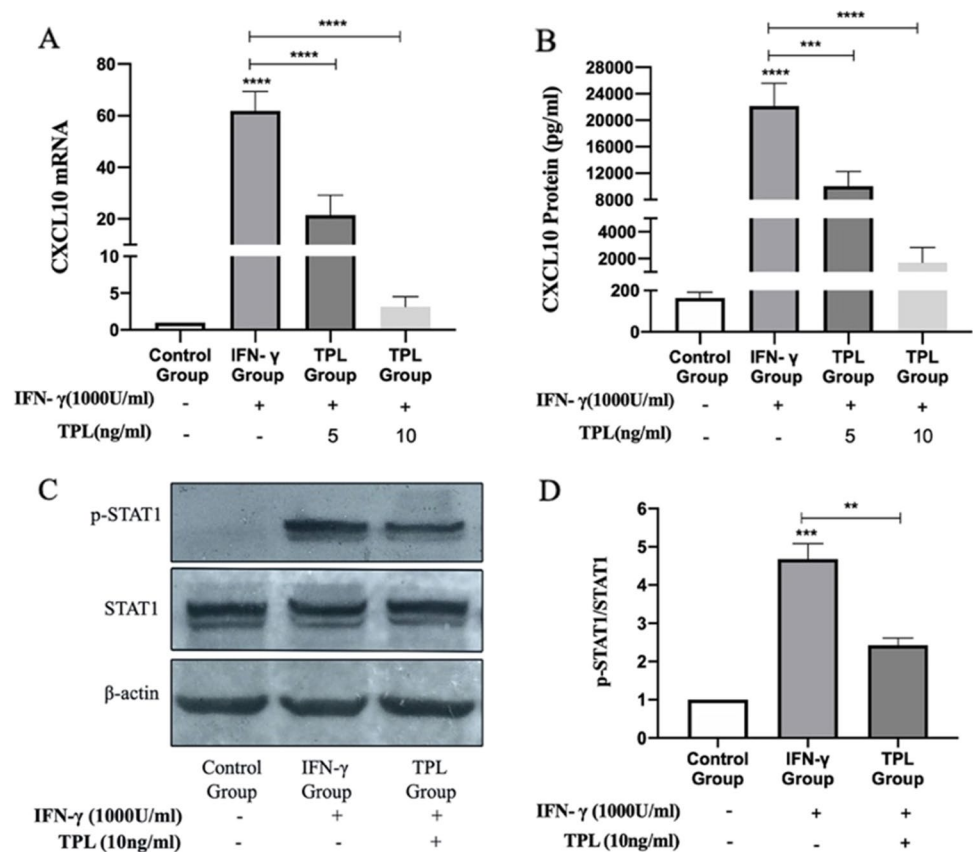 A
****
****
****
80
60
40
20
10
5
0
CXCL10 mRNA
Control Group
IFN- γ Group
TPL Group
TPL Group
IFN- γ(1000U/ml) - + + +
TPL(ng/ml) - - 5 10
B
****
***
****
28000
24000
20000
16000
12000
8000
4000
2000
200
0
CXCL10 Protein (pg/ml)
Control Group
IFN- γ Group
TPL Group
TPL Group
IFN- γ(1000U/ml) - + + +
TPL(ng/ml) - - 5 10
C
p-STAT1
STAT1
β-actin
Control Group
IFN-γ Group
TPL Group
IFN-γ (1000U/ml) - + +
TPL (10ng/ml) - - +
D
**
***
6
5
4
3
2
1
0
p-STAT1/STAT1
Control Group
IFN-γ Group
TPL Group
IFN- γ (1000U/ml) - + +
TPL (10ng/ml) - - +